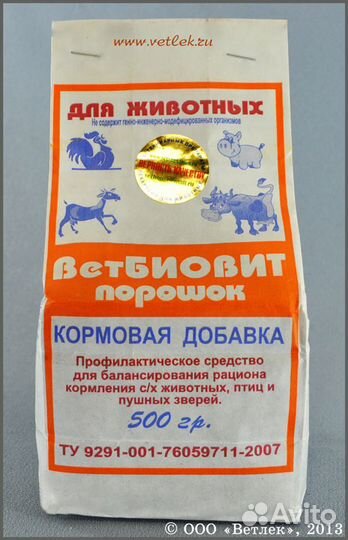 www.vetlek.ru
ДЛЯ ЖИВОТНЫХ
Не содержит генно-инженерно-модифицированных организмов
ВетБИОВИТ
порошок
КОРМОВАЯ ДОБАВКА
Профилактическое средство
для балансирования рациона
кормления с/х животных, птиц и
пушных зверей.
500 гр.
ТУ 9291-001-76059711-2007
Avito
© ООО «Ветлек», 2013